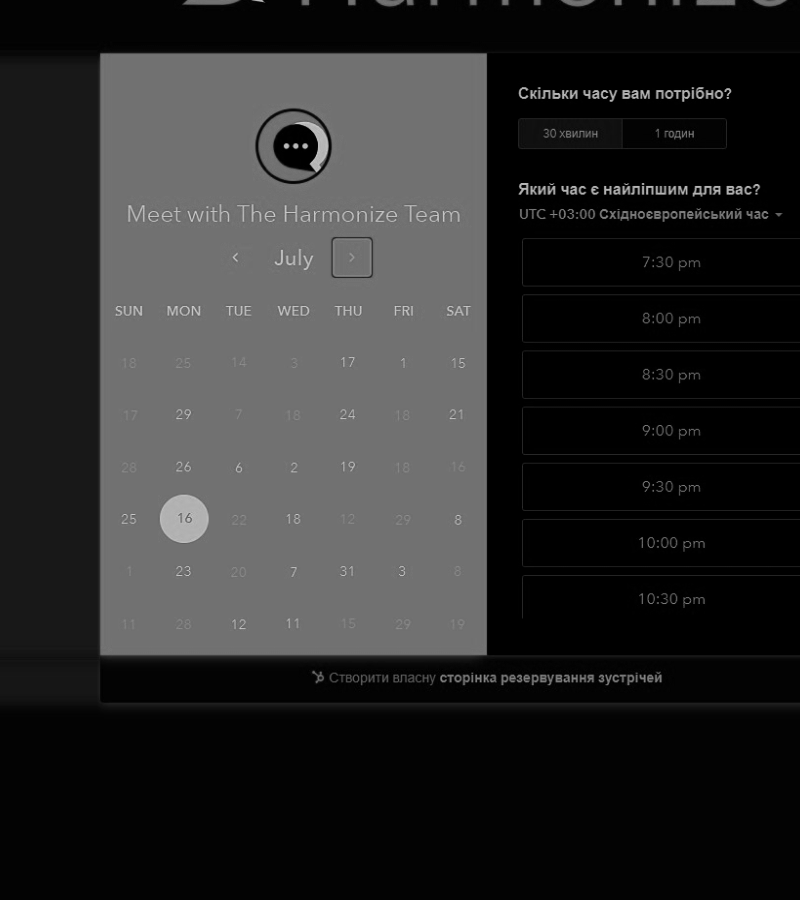 Harmonize
Meet with The Harmonize Team
July
SUN MON TUE WED THU FRI SAT
18 25 14 3 17 1 15
17 29 7 18 24 18 21
28 26 6 2 19 18 16
25 16 22 18 12 29 8
1 23 20 7 31 3 8
11 28 12 11 15 29 19
Скільки часу вам потрібно?
30 хвилин 1 годин
Який час є найліпшим для вас?
UTC +03:00 Східноєвропейський час
7:30 pm
8:00 pm
8:30 pm
9:00 pm
9:30 pm
10:00 pm
10:30 pm
Створити власну сторінка резервування зустрічей